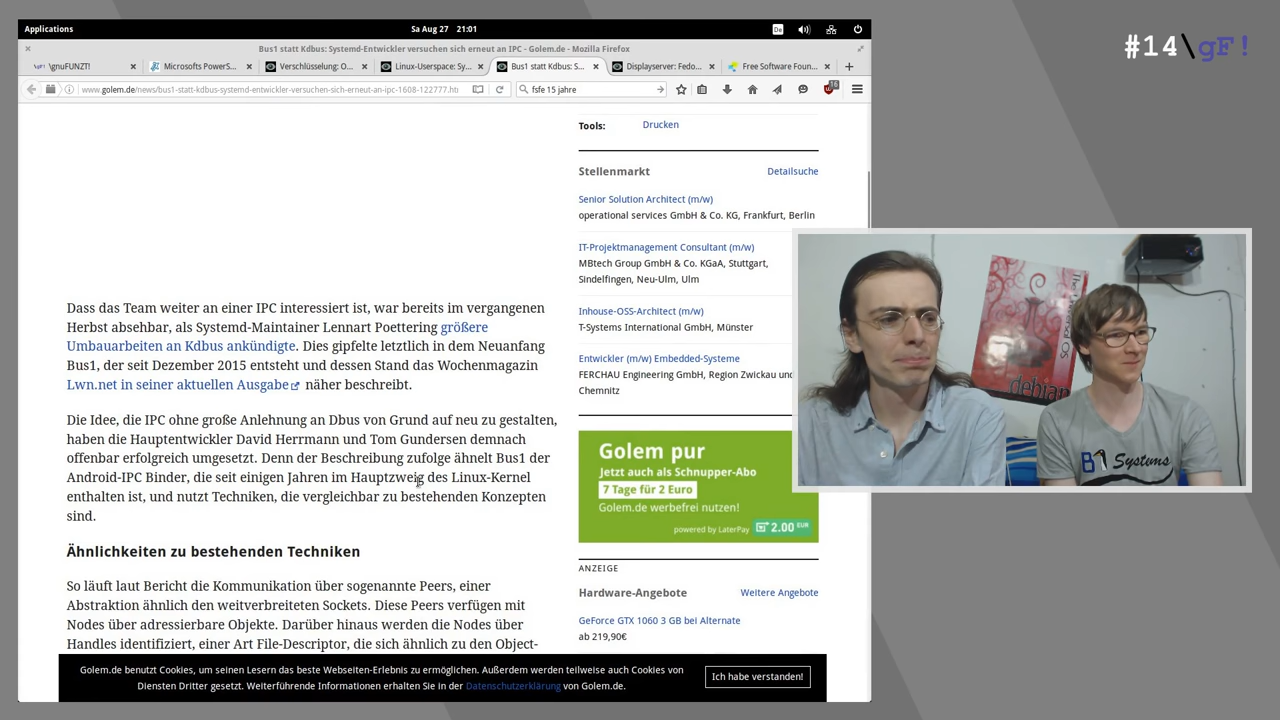 #14\gF!
Applications
Sa Aug 27 21:01
De
Bus1 statt Kdbus: Systemd-Entwickler versuchen sich erneut an IPC - Golem.de - Mozilla Firefox
\gnuFUNZT!
Microsofts PowerS...
Verschlüsselung: O...
Linux-Userspace: Sy...
Bus1 statt Kdbus: S...
Displayserver: Fedo...
Free Software Foun...
www.golem.de/news/bus1-statt-kdbus-systemd-entwickler-versuchen-sich-erneut-an-ipc-1608-122777.ht
fsfe 15 jahre
16
Dass das Team weiter an einer IPC interessiert ist, war bereits im vergangenen
Herbst absehbar, als Systemd-Maintainer Lennart Poettering größere
Umbauarbeiten an Kdbus ankündigte. Dies gipfelte letztlich in dem Neuanfang
Bus1, der seit Dezember 2015 entsteht und dessen Stand das Wochenmagazin
Lwn.net in seiner aktuellen Ausgabe näher beschreibt.
Die Idee, die IPC ohne große Anlehnung an Dbus von Grund auf neu zu gestalten,
haben die Hauptentwickler David Herrmann und Tom Gundersen demnach
offenbar erfolgreich umgesetzt. Denn der Beschreibung zufolge ähnelt Bus1 der
Android-IPC Binder, die seit einigen Jahren im Hauptzweig des Linux-Kernel
enthalten ist, und nutzt Techniken, die vergleichbar zu bestehenden Konzepten
sind.
Ähnlichkeiten zu bestehenden Techniken
So läuft laut Bericht die Kommunikation über sogenannte Peers, einer
Abstraktion ähnlich den weitverbreiteten Sockets. Diese Peers verfügen mit
Nodes über adressierbare Objekte. Darüber hinaus werden die Nodes über
Handles identifiziert, einer Art File-Descriptor, die sich ähnlich zu den Object-
Tools: Drucken
Stellenmarkt Detailsuche
Senior Solution Architect (m/w)
operational services GmbH & Co. KG, Frankfurt, Berlin
IT-Projektmanagement Consultant (m/w)
MBtech Group GmbH & Co. KGaA, Stuttgart,
Sindelfingen, Neu-Ulm, Ulm
Inhouse-OSS-Architect (m/w)
T-Systems International GmbH, Münster
Entwickler (m/w) Embedded-Systeme
FERCHAU Engineering GmbH, Region Zwickau und
Chemnitz
Golem pur
Jetzt auch als Schnupper-Abo
7 Tage für 2 Euro
Golem.de werbefrei nutzen!
powered by LaterPay
2.00 EUR
ANZEIGE
Hardware-Angebote Weitere Angebote
GeForce GTX 1060 3 GB bei Alternate
ab 219,90€
Golem.de benutzt Cookies, um seinen Lesern das beste Webseiten-Erlebnis zu ermöglichen. Außerdem werden teilweise auch Cookies von
Diensten Dritter gesetzt. Weiterführende Informationen erhalten Sie in der Datenschutzerklärung von Golem.de.
Ich habe verstanden!
debian
B1 Systems